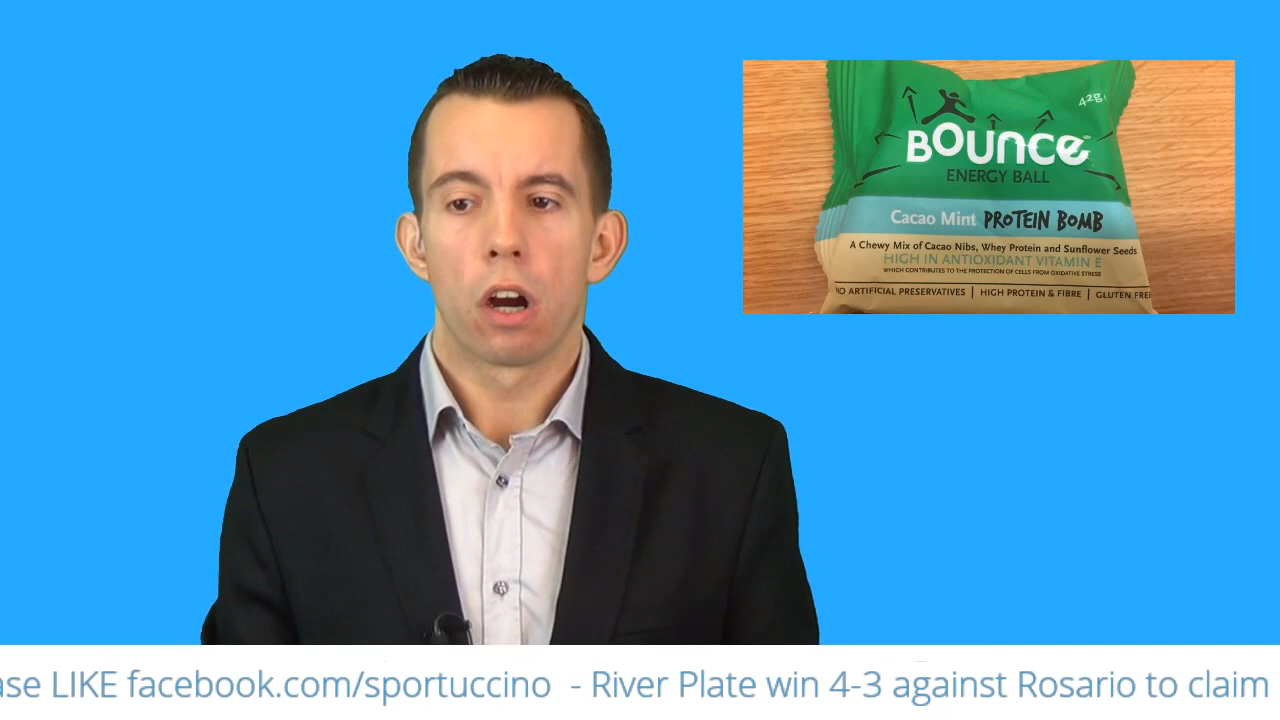 42g
BOUNCE
ENERGY BALL
Cacao Mint PROTEIN BOMB
A Chewy Mix of Cacao Nibs, Whey Protein and Sunflower Seeds
HIGH IN ANTIOXIDANT VITAMIN E
WHICH CONTRIBUTES TO THE PROTECTION OF CELLS FROM OXIDATIVE STRESS
NO ARTIFICIAL PRESERVATIVES | HIGH PROTEIN & FIBRE | GLUTEN FREE
ase LIKE facebook.com/sportuccino - River Plate win 4-3 against Rosario to claim